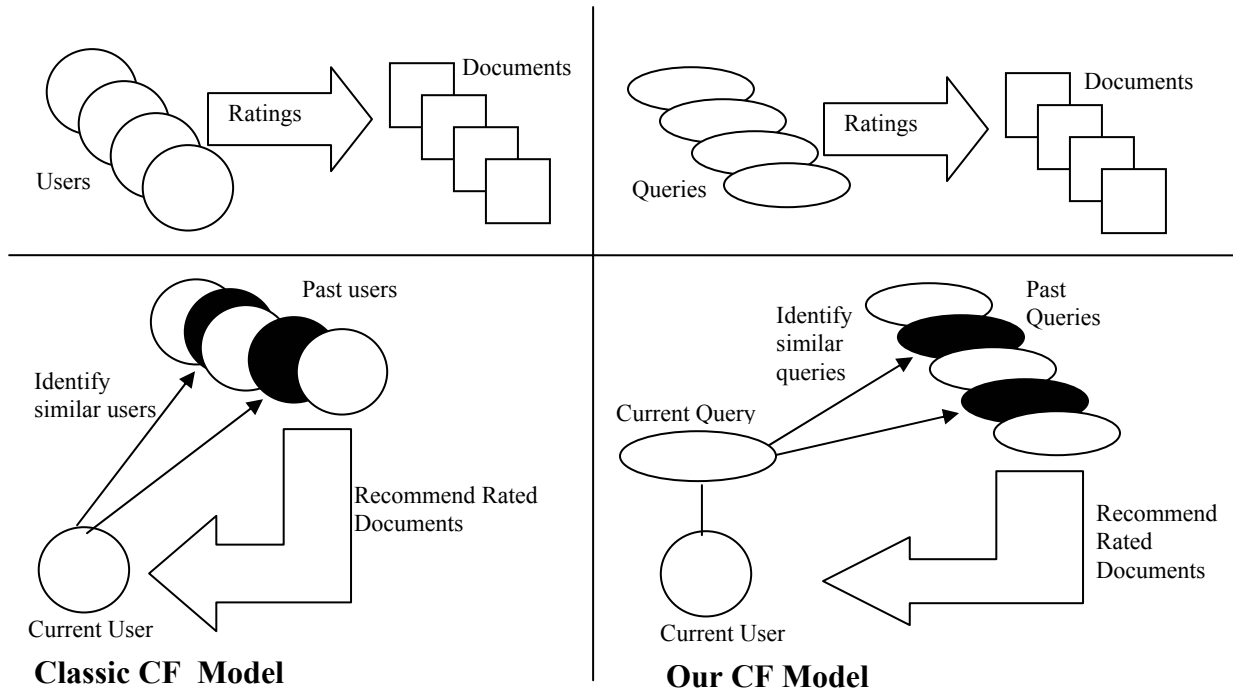 Documents
Ratings
Users
Documents
Ratings
Queries
Past users
Identify
similar users
Recommend Rated
Documents
Current User
Classic CF Model
Past
Queries
Identify
similar
queries
Current Query
Recommend
Rated
Documents
Current User
Our CF Model